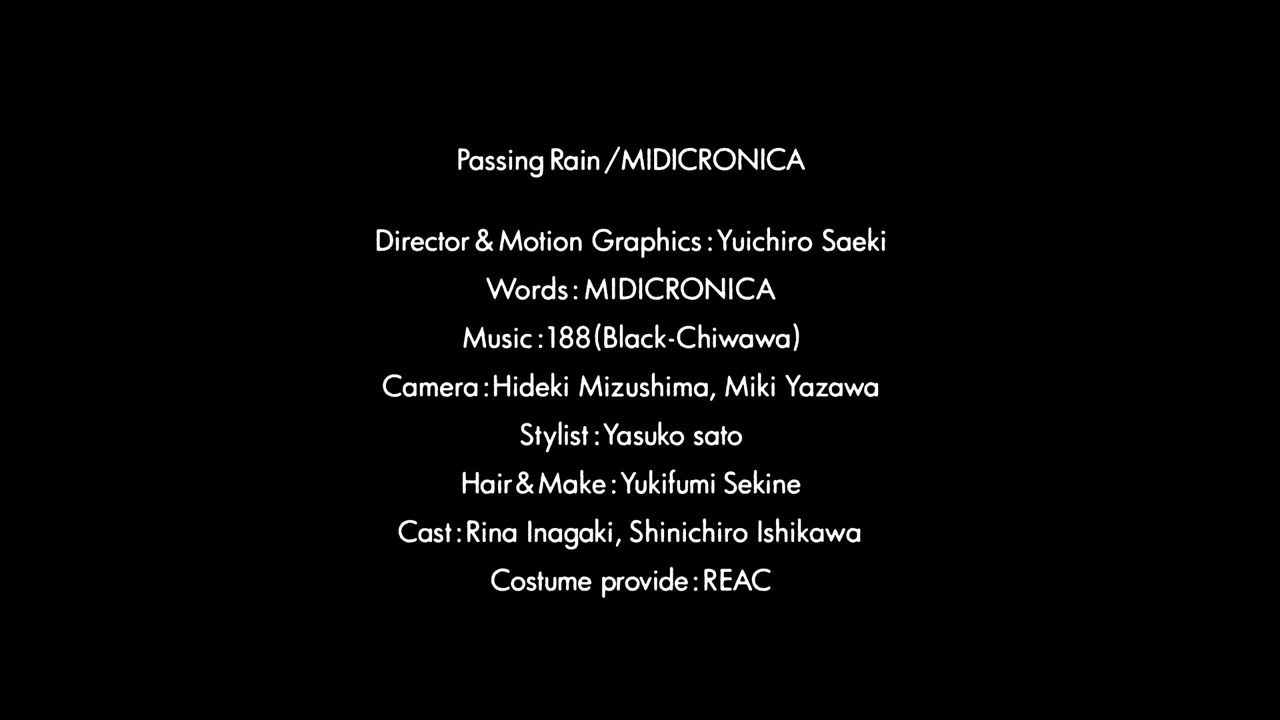 Passing Rain /MIDICRONICA
Director & Motion Graphics : Yuichiro Saeki
Words : MIDICRONICA
Music : 188(Black-Chiwawa)
Camera : Hideki Mizushima, Miki Yazawa
Stylist : Yasuko sato
Hair & Make : Yukifumi Sekine
Cast : Rina Inagaki, Shinichiro Ishikawa
Costume provide : REAC